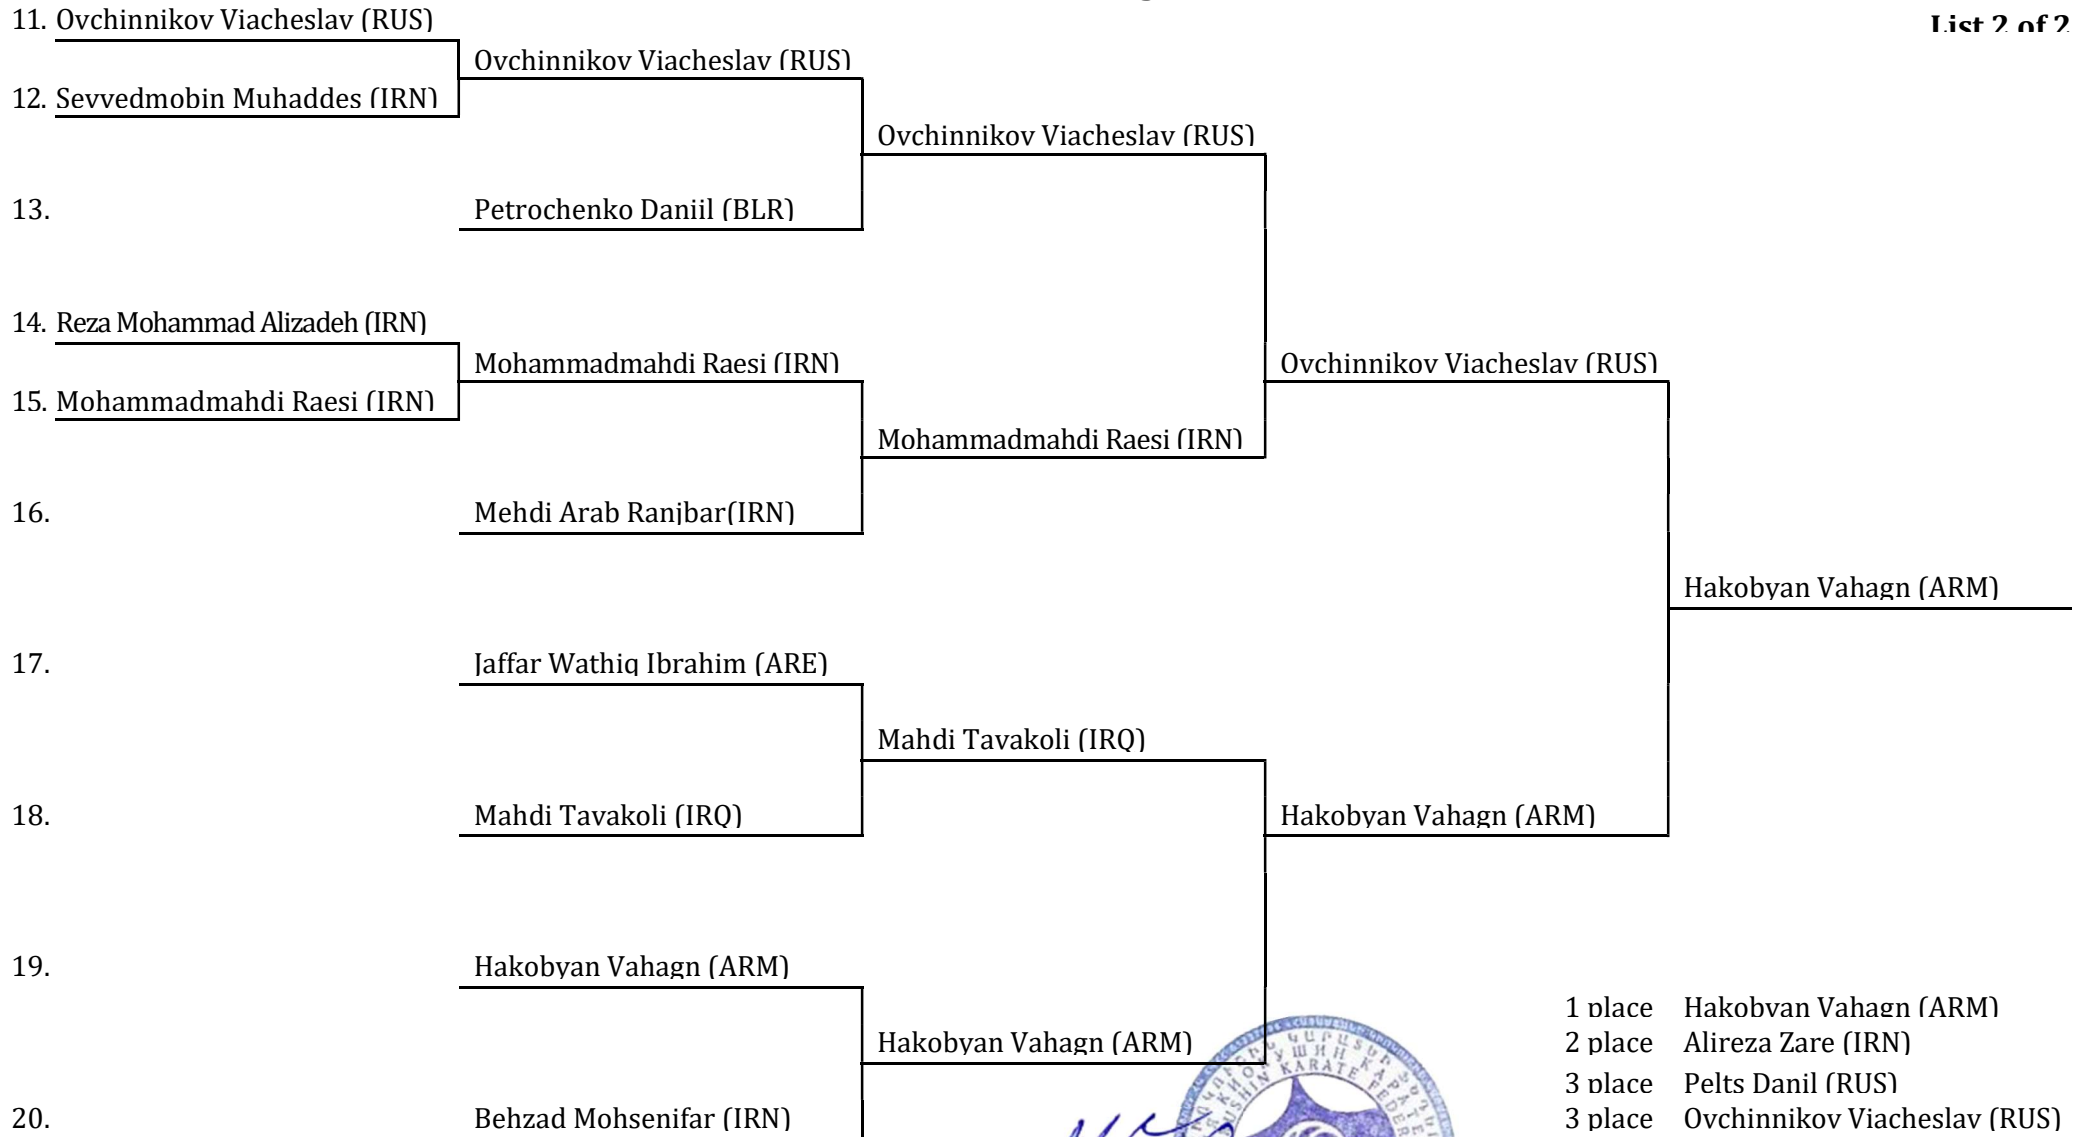 List 2 of 2
11. Ovchinnikov Viacheslav (RUS)
Ovchinnikov Viacheslav (RUS)
12. Seyyedmobin Muhaddes (IRN)
Ovchinnikov Viacheslav (RUS)
13. Petrochenko Daniil (BLR)
14. Reza Mohammad Alizadeh (IRN)
Mohammadmahdi Raesi (IRN)
Ovchinnikov Viacheslav (RUS)
15. Mohammadmahdi Raesi (IRN)
Mohammadmahdi Raesi (IRN)
16. Mehdi Arab Ranjbar(IRN)
Hakobyan Vahagn (ARM)
17. Jaffar Wathiq Ibrahim (ARE)
Mahdi Tavakoli (IRQ)
18. Mahdi Tavakoli (IRQ)
Hakobyan Vahagn (ARM)
19. Hakobyan Vahagn (ARM)
1 place Hakobyan Vahagn (ARM)
Hakobyan Vahagn (ARM)
2 place Alireza Zare (IRN)
3 place Pelts Danil (RUS)
20. Behzad Mohsenifar (IRN)
3 place Ovchinnikov Viacheslav (RUS)
KARATE